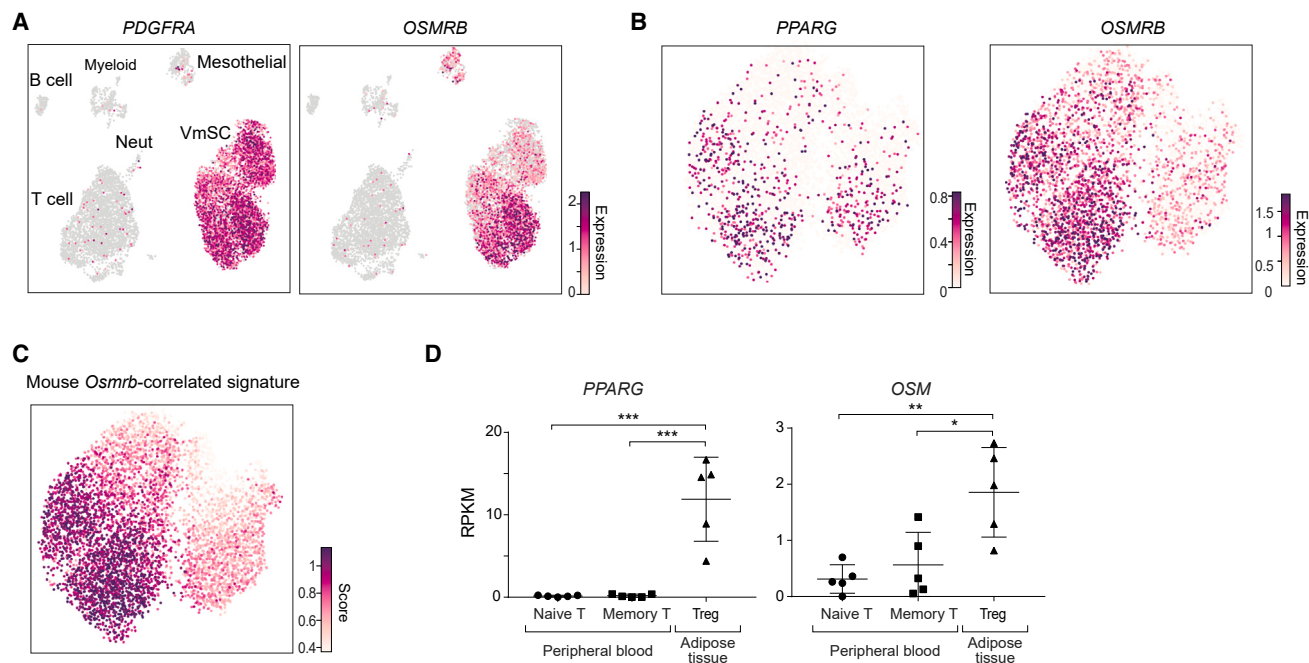 A
PDGFRA
OSMRB
B cell
Myeloid
Mesothelial
Neut
VmSC
T cell
2
1
0
Expression
B
PPARG
OSMRB
0.8
0.4
0
Expression
1.5
1
0.5
0
Expression
C
Mouse Osmrb-correlated signature
1
0.8
0.6
0.4
Score
D
PPARG
***
***
20
10
0
RPKM
Naive T
Memory T
Treg
Peripheral blood
Adipose
tissue
OSM
**
*
3
2
1
0
Naive T
Memory T
Treg
Peripheral blood
Adipose
tissue